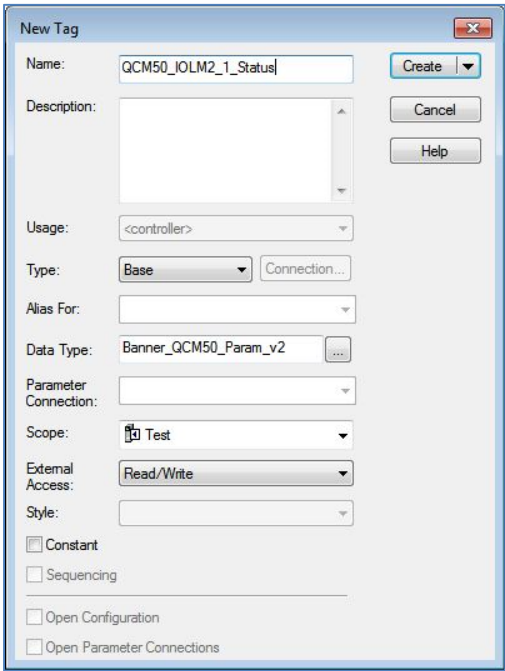 New Tag
Name:
QCM50_IOLM2_1_Status
Create
Description:
Cancel
Help
Usage:
<controller>
Type:
Base
Connection...
Alias For:
Data Type:
Banner_QCM50_Param_v2
...
Parameter
Connection:
Scope:
Test
External
Access:
Read/Write
Style:
Constant
Sequencing
Open Configuration
Open Parameter Connections